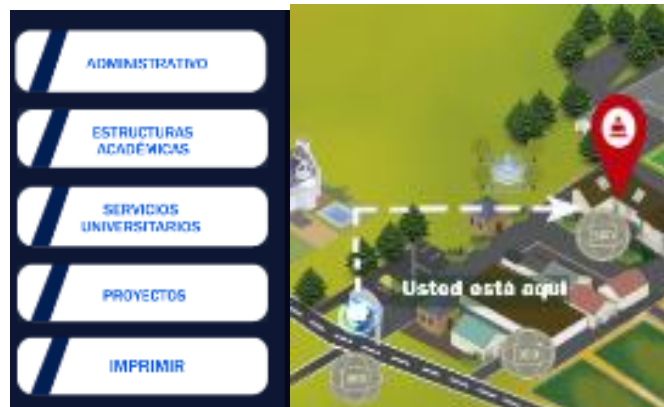 ADMINISTRATIVO
ESTRUCTURAS
ACADÉMICAS
SERVICIOS
UNIVERSITARIOS
PROYECTOS
IMPRIMIR
Usted está aquí